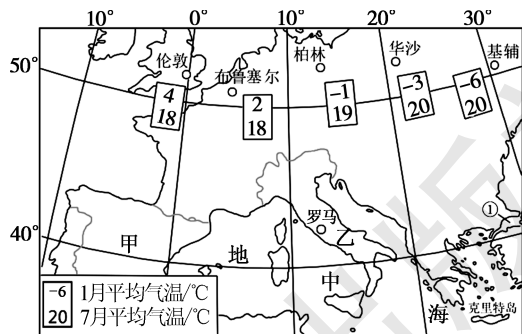 10° 0° 10° 20° 30°
50°
伦敦
布鲁塞尔
柏林
华沙
基辅
4
18
2
18
-1
19
-3
20
-6
20
①
40°
甲
地
中
海
罗马
乙
克里特岛
-6 1月平均气温/℃
20 7月平均气温/℃